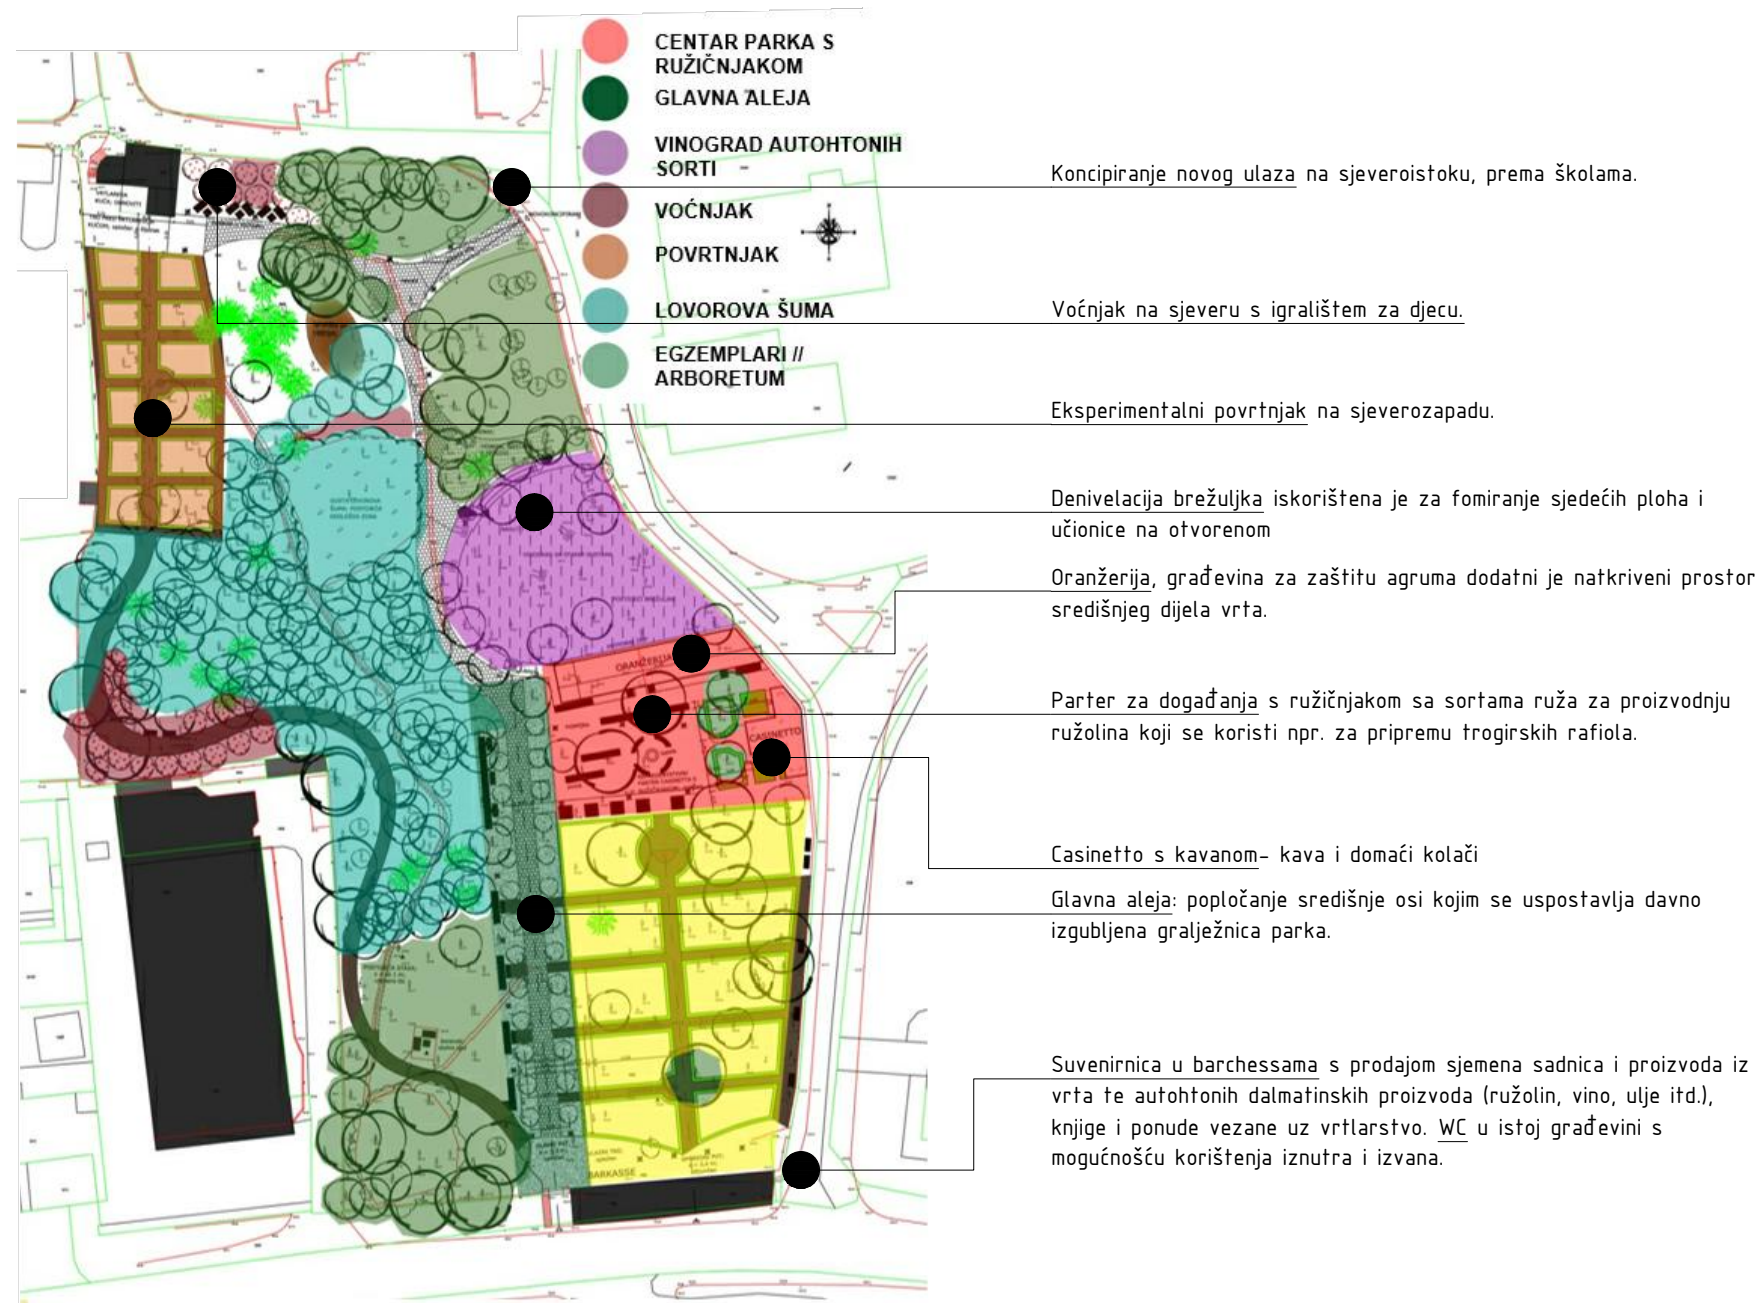 CENTAR PARKA S
RUŽIČNJAKOM
GLAVNA ALEJA
VINOGRAD AUTOHTONIH
SORTI
VOĆNJAK
POVRTNJAK
LOVOROVA ŠUMA
EGZEMPLARI //
ARBORETUM
Koncipiranje novog ulaza na sjeveroistoku, prema školama.
Voćnjak na sjeveru s igralištem za djecu.
Eksperimentalni povrtnjak na sjeverozapadu.
Denivelacija brežuljka iskorištena je za fomiranje sjedećih ploha i
učionice na otvorenom
Oranžerija, građevina za zaštitu agruma dodatni je natkriveni prostor
središnjeg dijela vrta.
Parter za događanja s ružičnjakom sa sortama ruža za proizvodnju
ružolina koji se koristi npr. za pripremu trogirskih rafiola.
Casinetto s kavanom- kava i domaći kolači
Glavna aleja: popločanje središnje osi kojim se uspostavlja davno
izgubljena gralježnica parka.
Suvenirnica u barchessama s prodajom sjemena sadnica i proizvoda iz
vrta te autohtonih dalmatinskih proizvoda (ružolin, vino, ulje itd.),
knjige i ponude vezane uz vrtlarstvo. WC u istoj građevini s
mogućnošću korištenja iznutra i izvana.
ORANŽERIJA
CASINETTO
BARKASSE